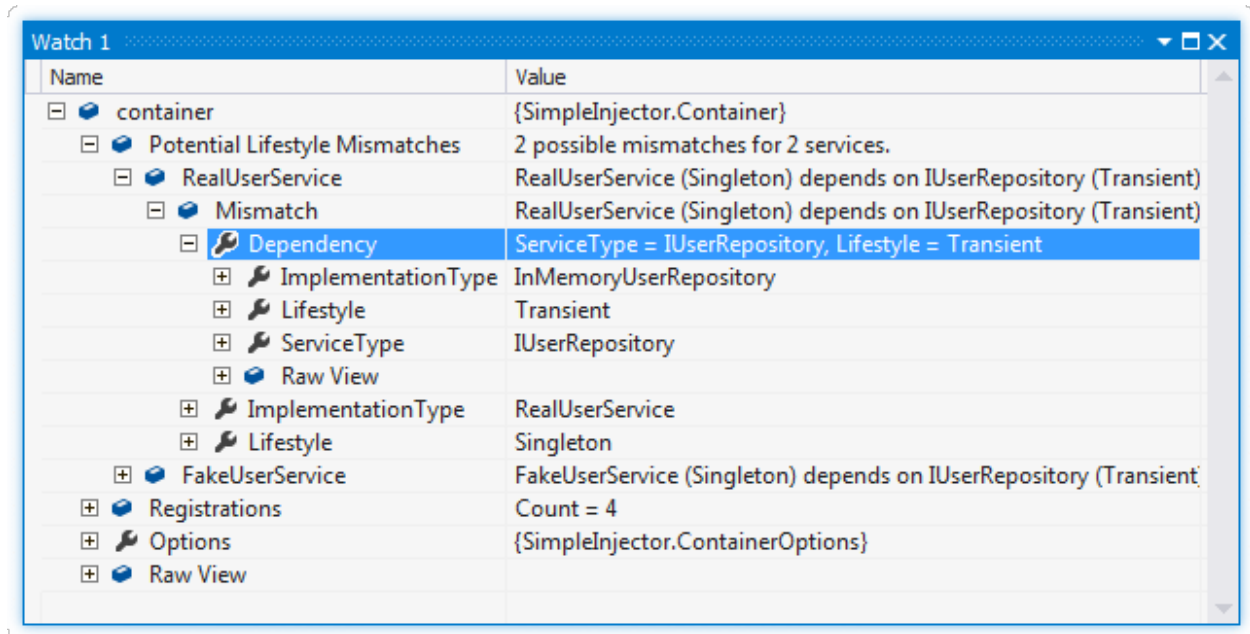 Watch 1
Name Value
container {SimpleInjector.Container}
Potential Lifestyle Mismatches 2 possible mismatches for 2 services.
RealUserService RealUserService (Singleton) depends on IUserRepository (Transient)
Mismatch RealUserService (Singleton) depends on IUserRepository (Transient)
Dependency ServiceType = IUserRepository, Lifestyle = Transient
ImplementationType InMemoryUserRepository
Lifestyle Transient
ServiceType IUserRepository
Raw View
ImplementationType RealUserService
Lifestyle Singleton
FakeUserService FakeUserService (Singleton) depends on IUserRepository (Transient)
Registrations Count = 4
Options {SimpleInjector.ContainerOptions}
Raw View